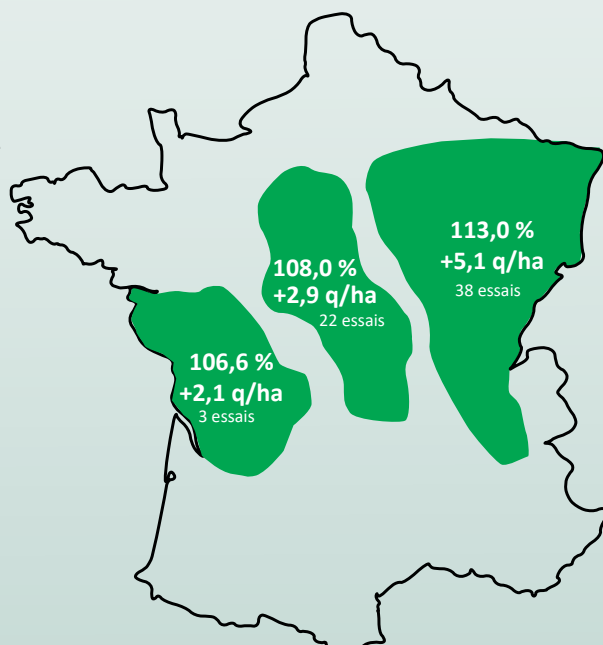 113,0 %
+5,1 q/ha
38 essais
108,0 %
+2,9 q/ha
22 essais
106,6 %
+2,1 q/ha
3 essais